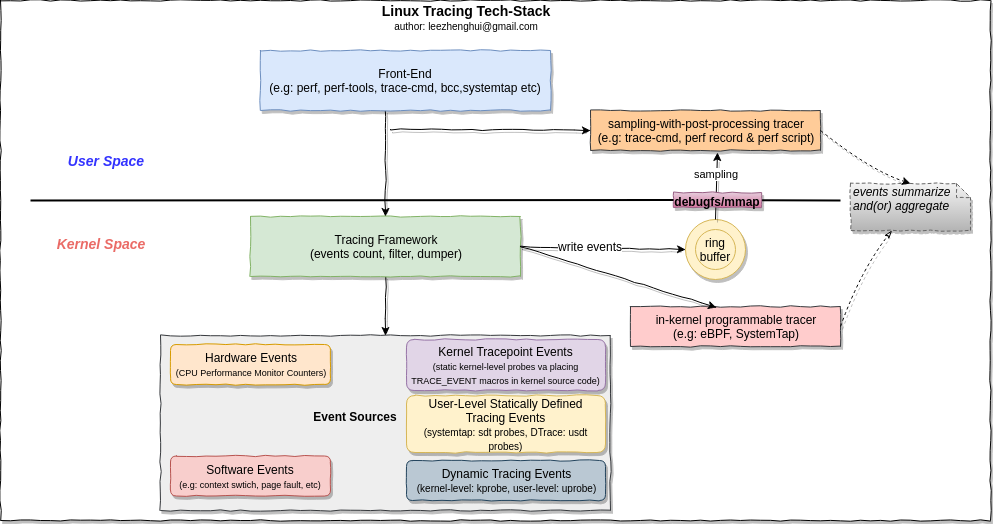 Linux Tracing Tech-Stack
author: leezhenghui@gmail.com
Front-End
(e.g: perf, perf-tools, trace-cmd, bcc,systemtap etc)
sampling-with-post-processing tracer
(e.g: trace-cmd, perf record & perf script)
User Space
sampling
events summarize
and(or) aggregate
debugfs/mmap
Kernel Space
Tracing Framework
(events count, filter, dumper)
write events
ring
buffer
in-kernel programmable tracer
(e.g: eBPF, SystemTap)
Hardware Events
(CPU Performance Monitor Counters)
Kernel Tracepoint Events
(static kernel-level probes va placing
TRACE_EVENT macros in kernel source code)
Event Sources
User-Level Statically Defined
Tracing Events
(systemtap: sdt probes, DTrace: usdt
probes)
Software Events
(e.g: context swtich, page fault, etc)
Dynamic Tracing Events
(kernel-level: kprobe, user-level: uprobe)